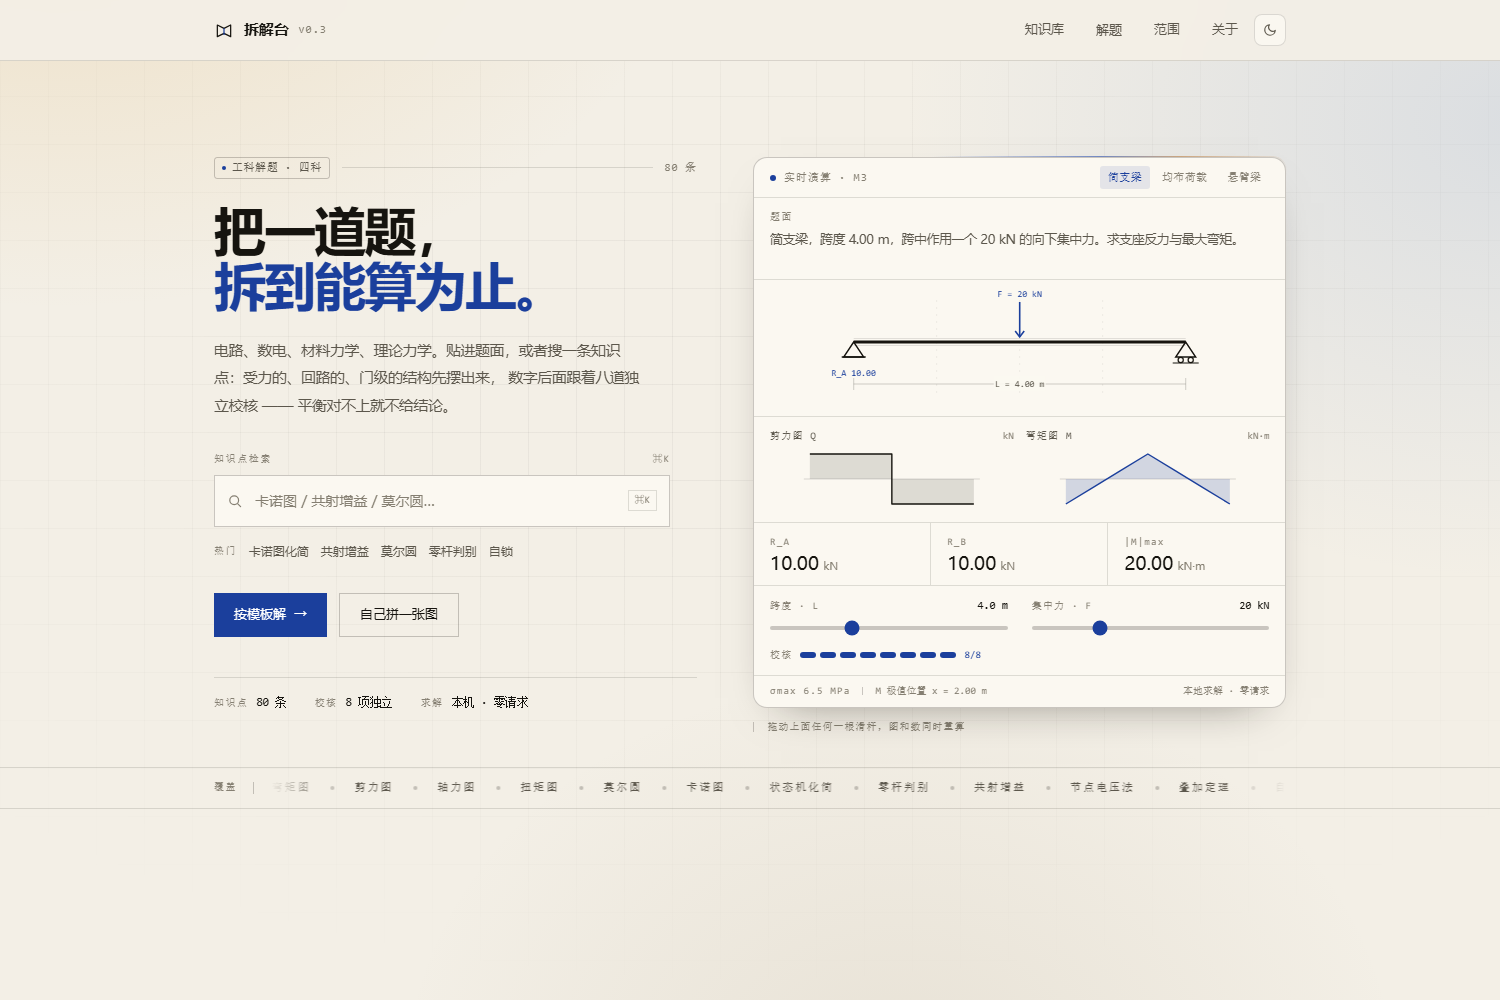 拆解台 v0.3
知识库 解题 范围 关于
工科解题 · 四科
80 条
把一道题，
拆到能算为止。
电路、数电、材料力学、理论力学。贴进题面，或者搜一条知识
点：受力的、回路的、门级的结构先摆出来， 数字后面跟着八道独
立校核 —— 平衡对不上就不给结论。
知识点检索 ⌘K
卡诺图 / 共射增益 / 莫尔圆... ⌘K
热门 卡诺图化简 共射增益 莫尔圆 零杆判别 自锁
按模板解 →
自己拼一张图
知识点 80 条 校核 8 项独立 求解 本机 · 零请求
实时演算 · M3
简支梁 均布荷载 悬臂梁
题面
简支梁，跨度 4.00 m，跨中作用一个 20 kN 的向下集中力。求支座反力与最大弯矩。
F = 20 kN
R_A 10.00
L = 4.00 m
剪力图 Q kN
弯矩图 M kN·m
R_A
10.00 kN
R_B
10.00 kN
|M|max
20.00 kN·m
跨度 · L 4.0 m
集中力 · F 20 kN
校核 8/8
σmax 6.5 MPa | M 极值位置 x = 2.00 m
本地求解 · 零请求
拖动上面任何一根滑杆，图和数同时重算
覆盖 弯矩图 • 剪力图 • 轴力图 • 扭矩图 • 莫尔圆 • 卡诺图 • 状态机化简 • 零杆判别 • 共射增益 • 节点电压法 • 叠加定理 •